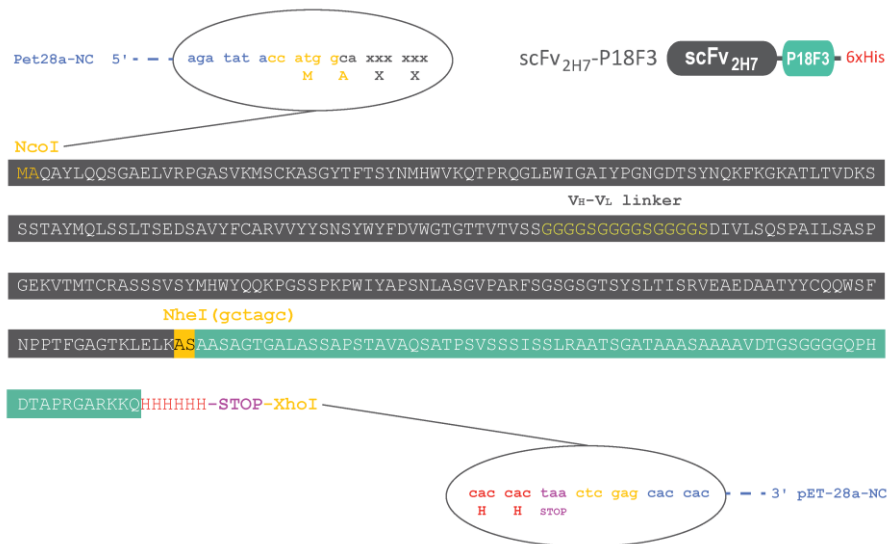 Pet28a-NC 5' - - - aga tat acc atg gca xxx xxx
M A X X
scFv2H7-P18F3 scFv2H7 P18F3 6xHis
NcoI
MAQAYLQQSGAELVRPGASVKMSCKASGYTFTSYNMHWVKQTPRQGLEWIGAIYPGNGDTSYNQKFKGKATLTVDKS
VH-VL linker
SSTAYMQLSSLTSEDSAVYFCARVVYYSNSYWYFDVWGTGTTVTVSSGGGGSGGGGSGGGGSDIVLSQSPAILSASP
GEKVTMTCRASSSVSYMHWYQQKPGSSPKPWIYAPSNLASGVPARFSGSGSGTSYSLTISRVEAEDAATYYCQQWSF
NheI(gctagc)
NPPTFGAGTKLELKASAASAGTGALASSAPSTAVAQSATPSVSSSISSLRAATSGATAAASAAAAVDTGSGGGGQPH
DTAPRGARKKQHHHHHH-STOP-XhoI
cac cac taa ctc gag cac cac - - - 3' pET-28a-NC
H H STOP